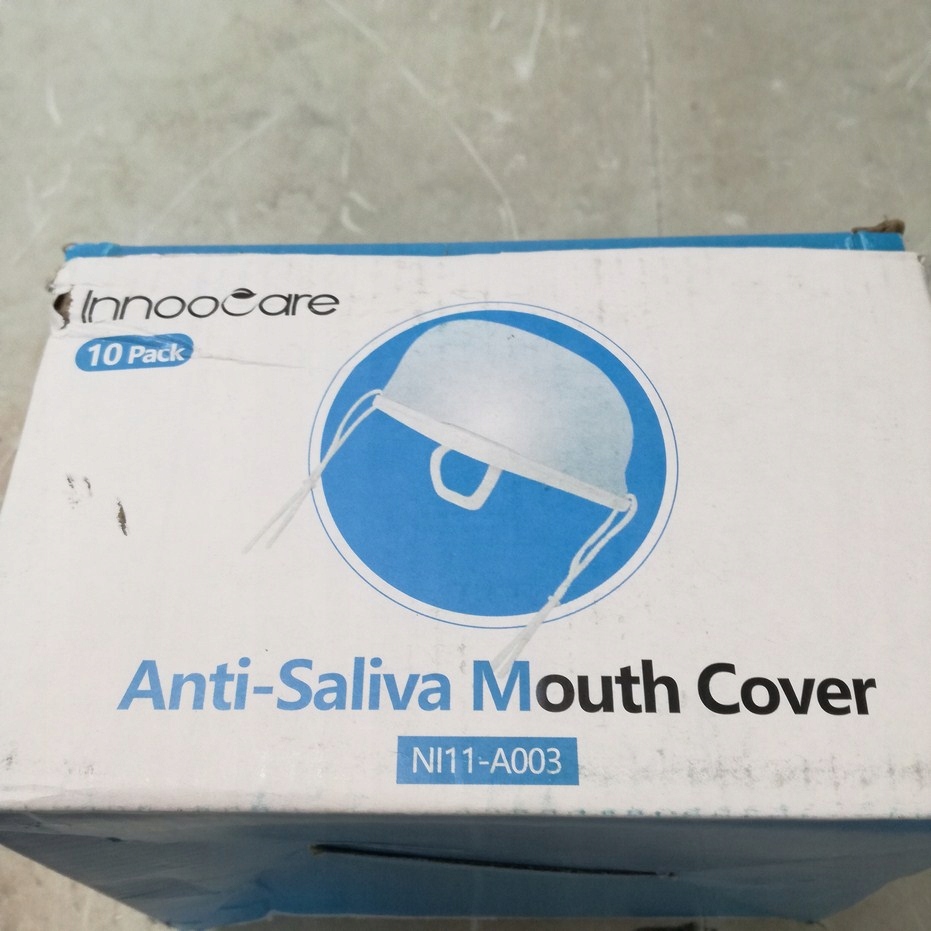 InnooCare
10 Pack
Anti-Saliva Mouth Cover
NI11-A003